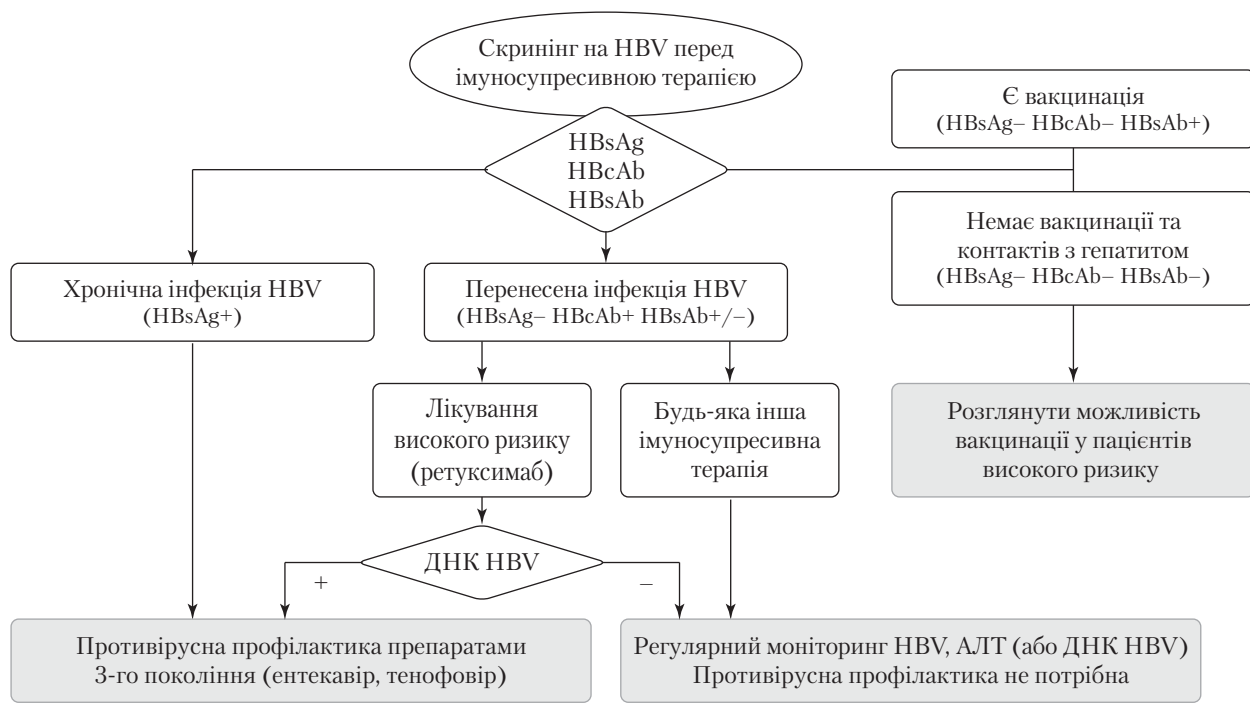 Скринінг на HBV перед
імуносупресивною терапією
Є вакцинація
(HBsAg– HBcAb– HBsAb+)
HBsAg
HBcAb
HBsAb
Немає вакцинації та
контактів з гепатитом
(HBsAg– HBcAb– HBsAb–)
Хронічна інфекція HBV
(HBsAg+)
Перенесена інфекція HBV
(HBsAg– HBcAb+ HBsAb+/–)
Лікування
високого ризику
(ретуксимаб)
Будь-яка інша
імуносупресивна
терапія
Розглянути можливість
вакцинації у пацієнтів
високого ризику
ДНК HBV
+
–
Противірусна профілактика препаратами
3-го покоління (ентекавір, тенофовір)
Регулярний моніторинг HBV, АЛТ (або ДНК HBV)
Противірусна профілактика не потрібна